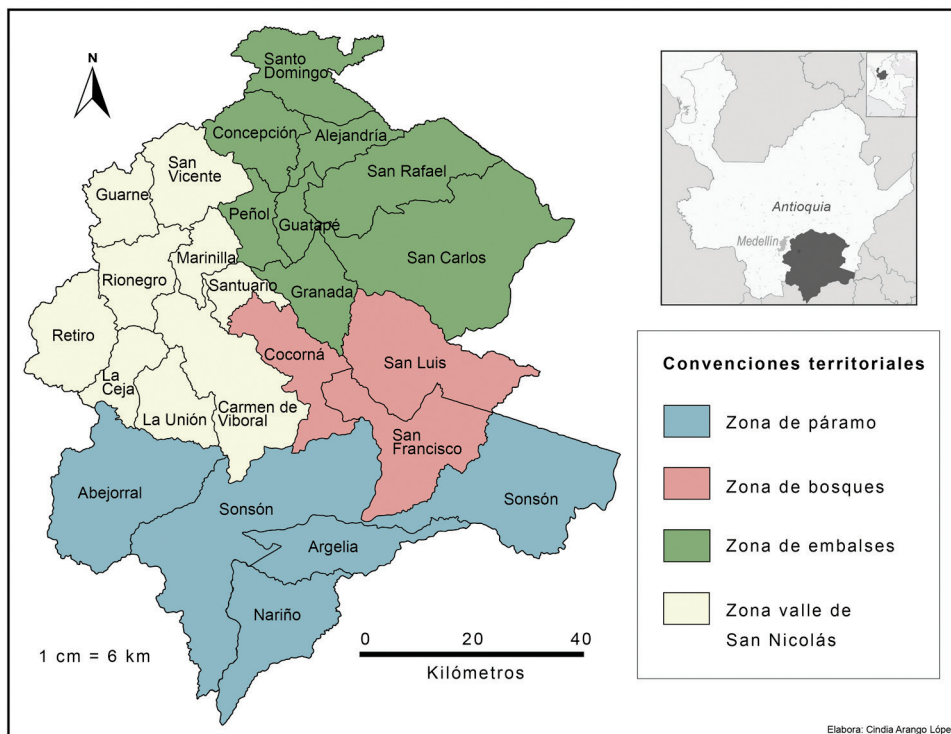 N
Santo
Domingo
Concepción
Alejandría
San
Vicente
San Rafael
Guarne
Peñol
Guatapé
Marinilla
San Carlos
Rionegro
Santuario
Granada
Retiro
Cocorná
San Luis
La
Ceja
La Unión
Carmen de
Viboral
San
Francisco
Abejorral
Sonsón
Sonsón
Argelia
Nariño
1 cm = 6 km
0 20 40
Kilómetros
Antioquia
Medellín
Convenciones territoriales
Zona de páramo
Zona de bosques
Zona de embalses
Zona valle de
San Nicolás
Elabora: Cindia Arango Lópe